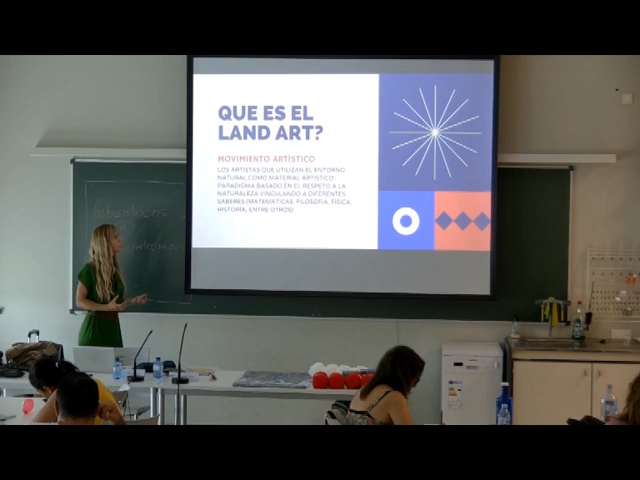 QUE ES EL
LAND ART?
MOVIMIENTO ARTÍSTICO
LOS ARTISTAS QUE UTILIZAN EL ENTORNO
NATURAL COMO MATERIAL ARTÍSTICO
PARADIGMA BASADO EN EL RESPETO A LA
NATURALEZA VINCULANDO A DIFERENTES
SABERES (MATEMÁTICAS, FILOSOFÍA, FÍSICA,
HISTORIA, ENTRE OTROS)